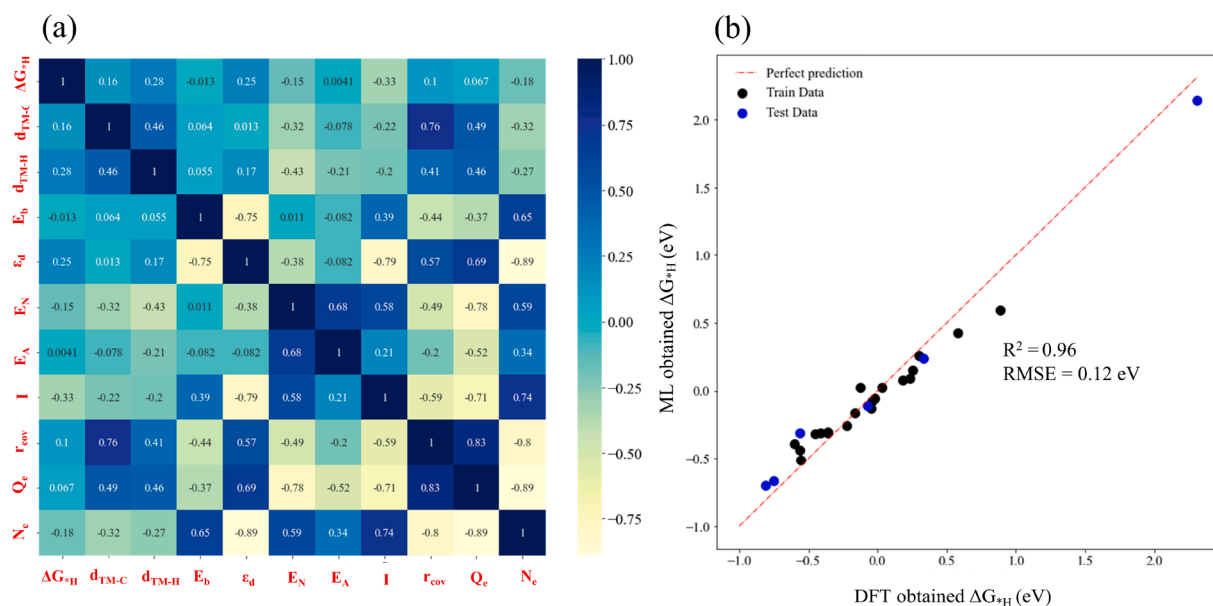 (a)
ΔG*H 1 0.16 0.28 -0.013 0.25 -0.15 0.0041 -0.33 0.1 0.067 -0.18
dTM-C 0.16 1 0.46 0.064 0.013 -0.32 -0.078 -0.22 0.76 0.49 -0.32
dTM-H 0.28 0.46 1 0.055 0.17 -0.43 -0.21 -0.2 0.41 0.46 -0.27
Eb -0.013 0.064 0.055 1 -0.75 0.011 -0.082 0.39 -0.44 -0.37 0.65
εd 0.25 0.013 0.17 -0.75 1 -0.38 -0.082 -0.79 0.57 0.69 -0.89
EN -0.15 -0.32 -0.43 0.011 -0.38 1 0.68 0.58 -0.49 -0.78 0.59
EA 0.0041 -0.078 -0.21 -0.082 -0.082 0.68 1 0.21 -0.2 -0.52 0.34
I -0.33 -0.22 -0.2 0.39 -0.79 0.58 0.21 1 -0.59 -0.71 0.74
rcov 0.1 0.76 0.41 -0.44 0.57 -0.49 -0.2 -0.59 1 0.83 -0.8
Qe 0.067 0.49 0.46 -0.37 0.69 -0.78 -0.52 -0.71 0.83 1 -0.89
Ne -0.18 -0.32 -0.27 0.65 -0.89 0.59 0.34 0.74 -0.8 -0.89 1
ΔG*H dTM-C dTM-H Eb εd EN EA I rcov Qe Ne
1.00
0.75
0.50
0.25
0.00
−0.25
−0.50
−0.75
(b)
Perfect prediction
Train Data
Test Data
R² = 0.96
RMSE = 0.12 eV
ML obtained ΔG*H (eV)
2.0
1.5
1.0
0.5
0.0
−0.5
−1.0
−1.0 −0.5 0.0 0.5 1.0 1.5 2.0
DFT obtained ΔG*H (eV)